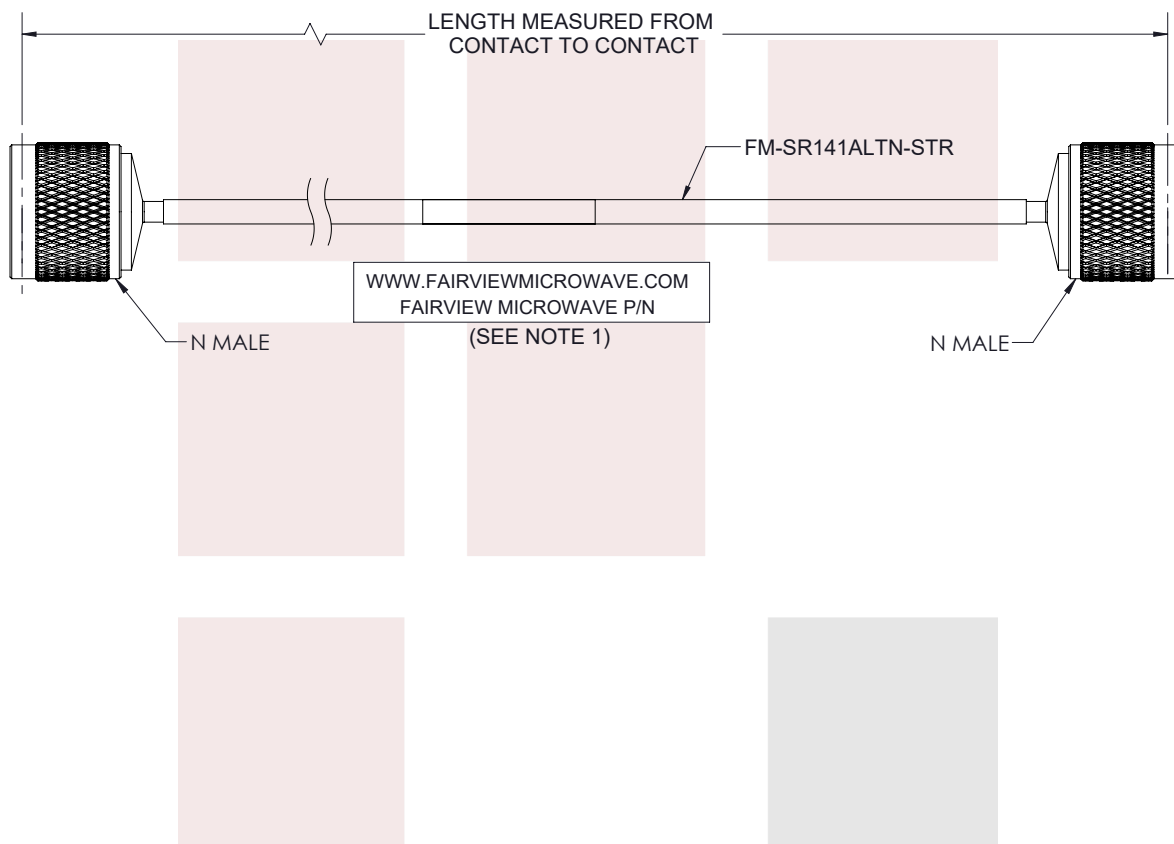 LENGTH MEASURED FROM
CONTACT TO CONTACT
FM-SR141ALTN-STR
WWW.FAIRVIEWMICROWAVE.COM
FAIRVIEW MICROWAVE P/N
(SEE NOTE 1)
N MALE
N MALE